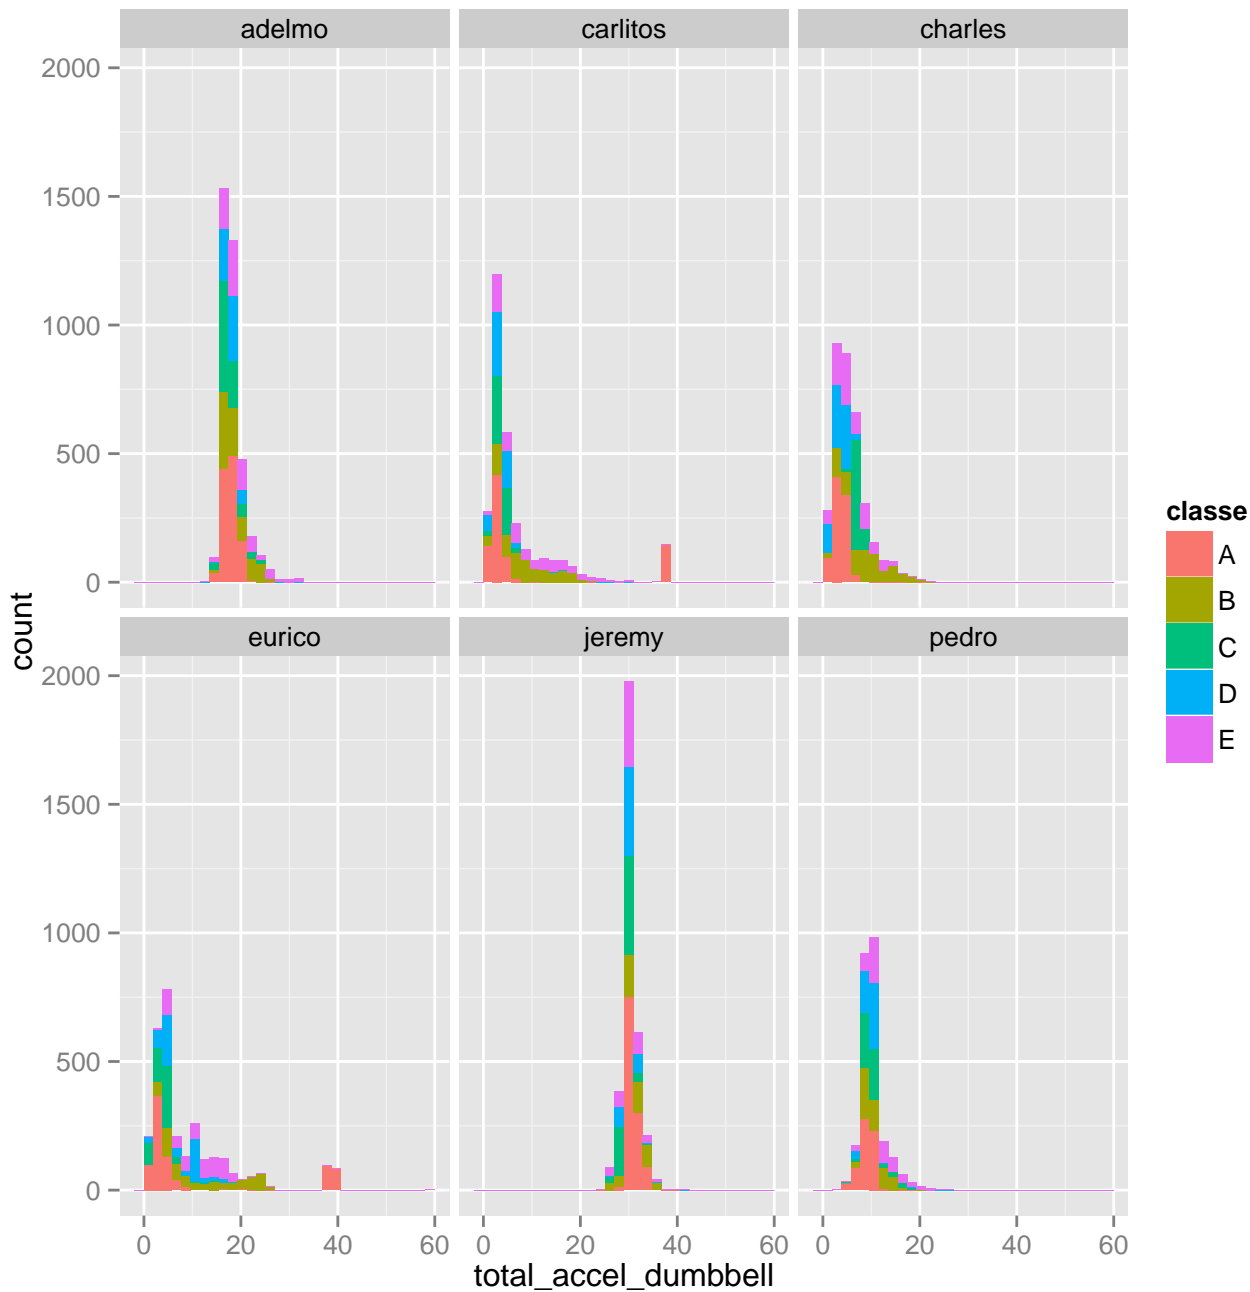 adelmo carlitos charles
2000
1500
1000
500
0
eurico jeremy pedro
2000
1500
1000
500
0
0 20 40 60 0 20 40 60 0 20 40 60
total_accel_dumbbell
count
classe
A
B
C
D
E